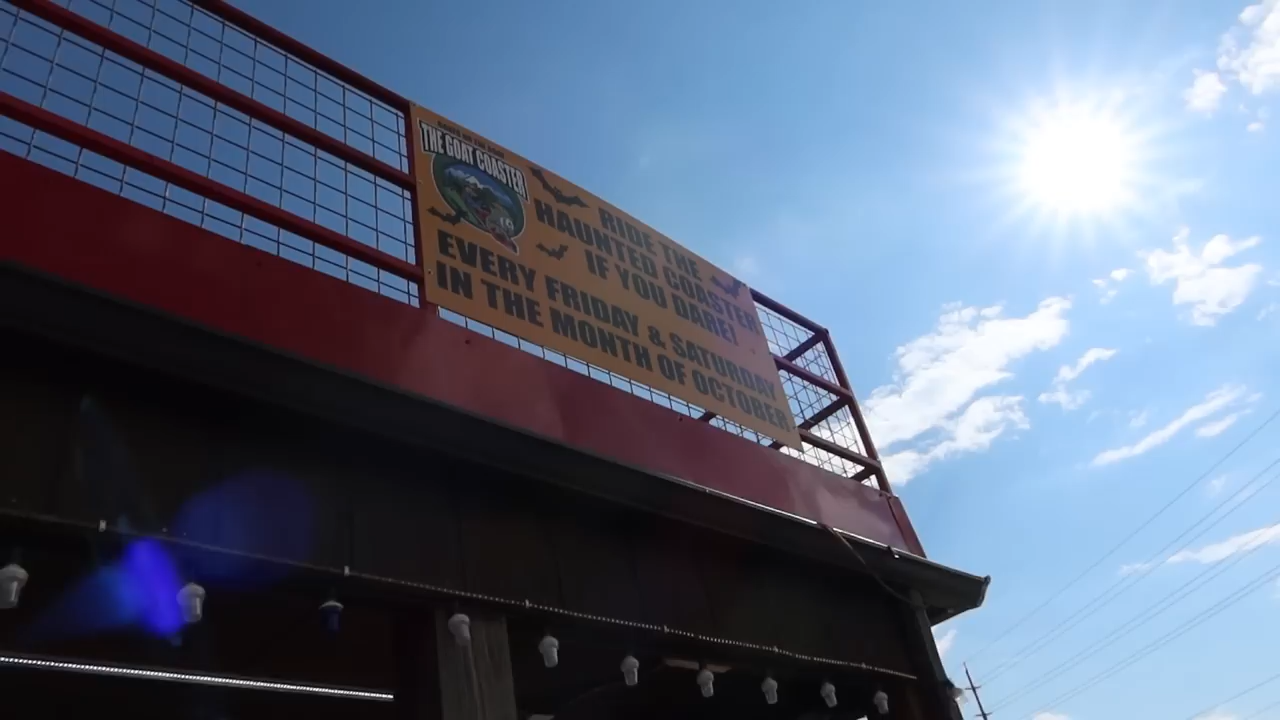 THE GOAT COASTER
RIDE THE
HAUNTED COASTER
IF YOU DARE!
EVERY FRIDAY & SATURDAY
IN THE MONTH OF OCTOBER